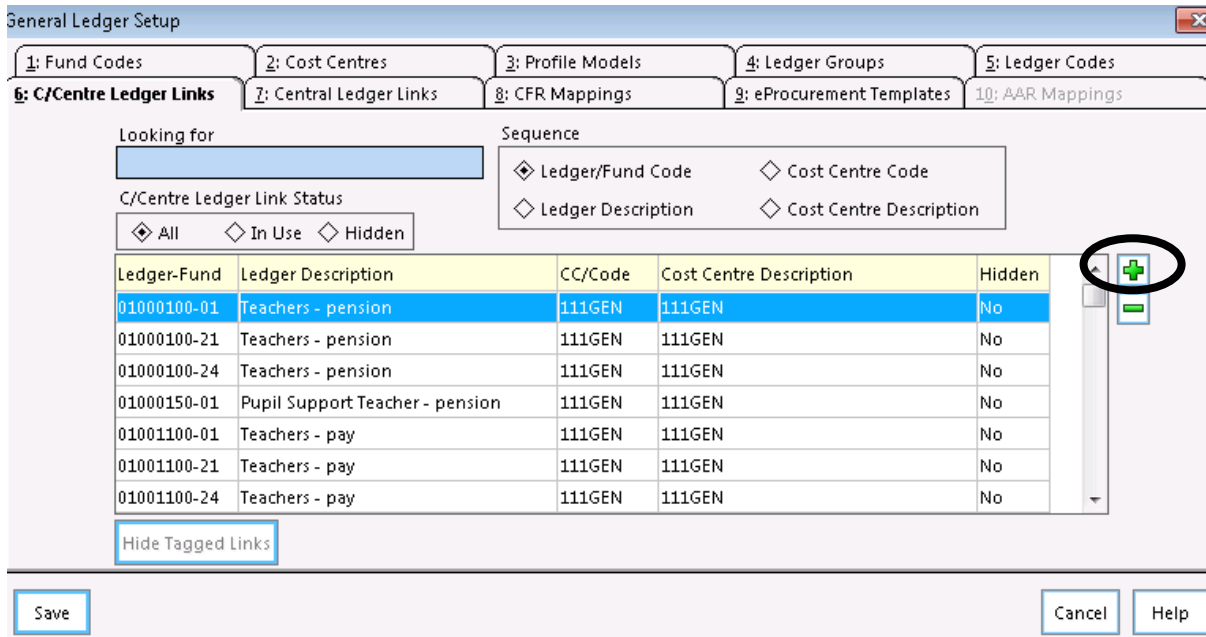 General Ledger Setup
1: Fund Codes 2: Cost Centres 3: Profile Models 4: Ledger Groups 5: Ledger Codes
6: C/Centre Ledger Links 7: Central Ledger Links 8: CFR Mappings 9: eProcurement Templates 10: AAR Mappings
Looking for
Sequence
Ledger/Fund Code Cost Centre Code
C/Centre Ledger Link Status
Ledger Description Cost Centre Description
All In Use Hidden
Ledger-Fund Ledger Description CC/Code Cost Centre Description Hidden
01000100-01 Teachers - pension 111GEN 111GEN No
01000100-21 Teachers - pension 111GEN 111GEN No
01000100-24 Teachers - pension 111GEN 111GEN No
01000150-01 Pupil Support Teacher - pension 111GEN 111GEN No
01001100-01 Teachers - pay 111GEN 111GEN No
01001100-21 Teachers - pay 111GEN 111GEN No
01001100-24 Teachers - pay 111GEN 111GEN No
Hide Tagged Links
Save Cancel Help